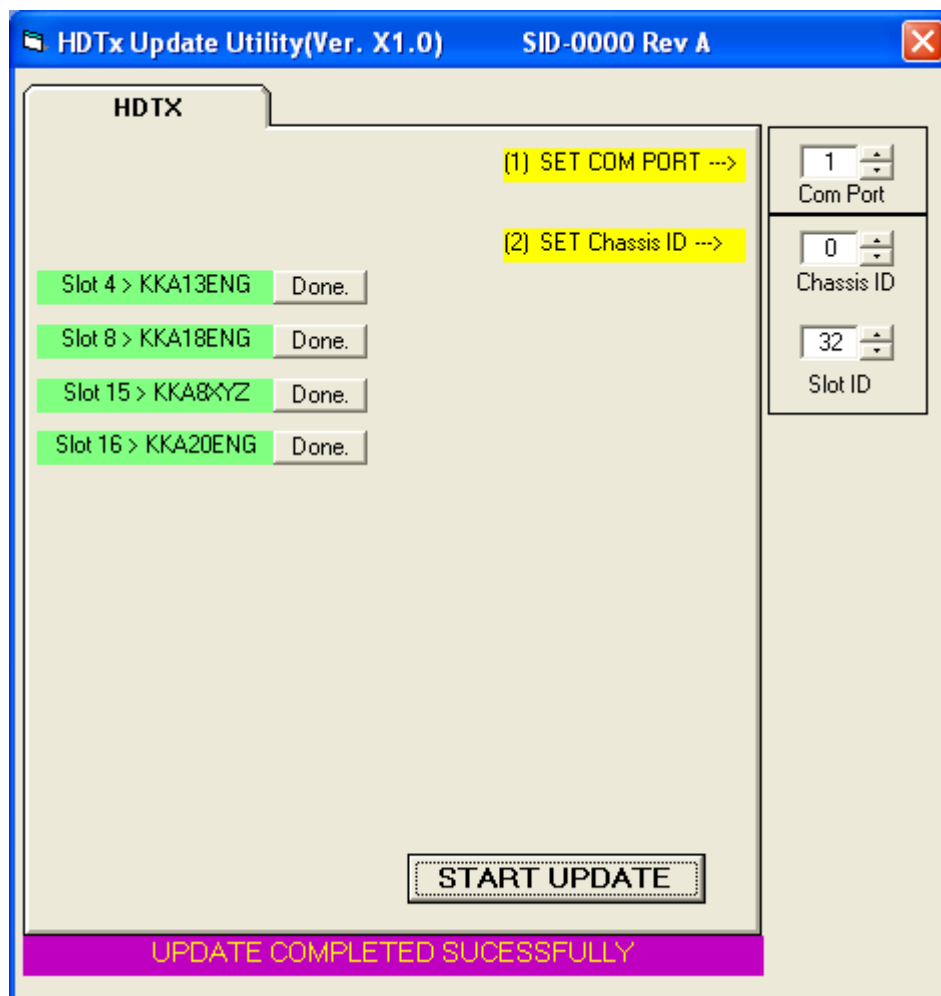 HDTx Update Utility(Ver. X1.0) SID-0000 Rev A
HDTX
(1) SET COM PORT --->
1
Com Port
(2) SET Chassis ID --->
0
Chassis ID
Slot 4 > KKA13ENG Done.
Slot 8 > KKA18ENG Done.
32
Slot ID
Slot 15 > KKA8XYZ Done.
Slot 16 > KKA20ENG Done.
START UPDATE
UPDATE COMPLETED SUCESSFULLY